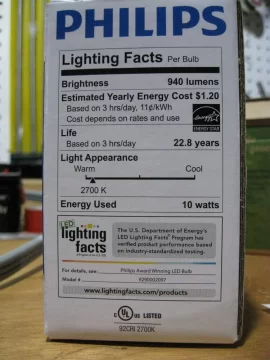 PHILIPS
Lighting Facts Per Bulb
Brightness 940 lumens
Estimated Yearly Energy Cost $1.20
Based on 3 hrs/day, 11¢/kWh
Cost depends on rates and use
ENERGY STAR
Life
Based on 3 hrs/day 22.8 years
Light Appearance
Warm Cool
2700 K
Energy Used 10 watts
LED
lighting
facts
The U.S. Department of Energy's
LED Lighting Facts® Program has
verified product performance based
on industry-standardized testing.
For details, see: Philips Award Winning LED Bulb
Model #
www.lightingfacts.com/products
c UL US LISTED
92CRI 2700K